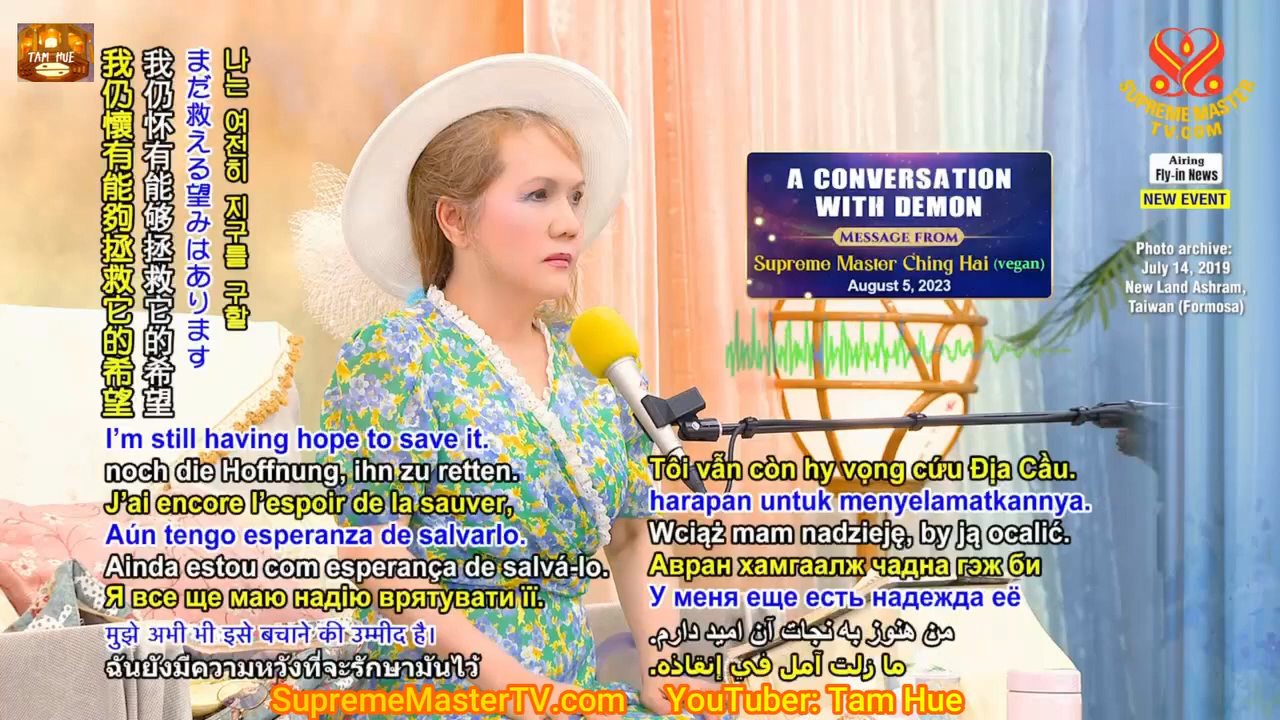 TAM HUE
나는 여전히 지구를 구할
まだ救える望みはあります
我仍怀有能够拯救它的希望
我仍懷有能夠拯救它的希望
SUPREME MASTER
TV.COM
Airing
Fly-in News
NEW EVENT
A CONVERSATION
WITH DEMON
MESSAGE FROM
Supreme Master Ching Hai (vegan)
August 5, 2023
Photo archive:
July 14, 2019
New Land Ashram,
Taiwan (Formosa)
I'm still having hope to save it.
noch die Hoffnung, ihn zu retten.
J'ai encore l'espoir de la sauver,
Aún tengo esperanza de salvarlo.
Ainda estou com esperança de salvá-lo.
Я все ще маю надію врятувати її.
मुझे अभी भी इसे बचाने की उम्मीद है।
ฉันยังมีความหวังที่จะรักษามันไว้
Tôi vẫn còn hy vọng cứu Địa Cầu.
harapan untuk menyelamatkannya.
Wciąż mam nadzieję, by ją ocalić.
Авран хамгаалж чадна гэж би
У меня еще есть надежда её
من هنوز به نجات آن امید دارم.
ما زلت آمل في إنقاذه.
SupremeMasterTV.com YouTuber: Tam Hue